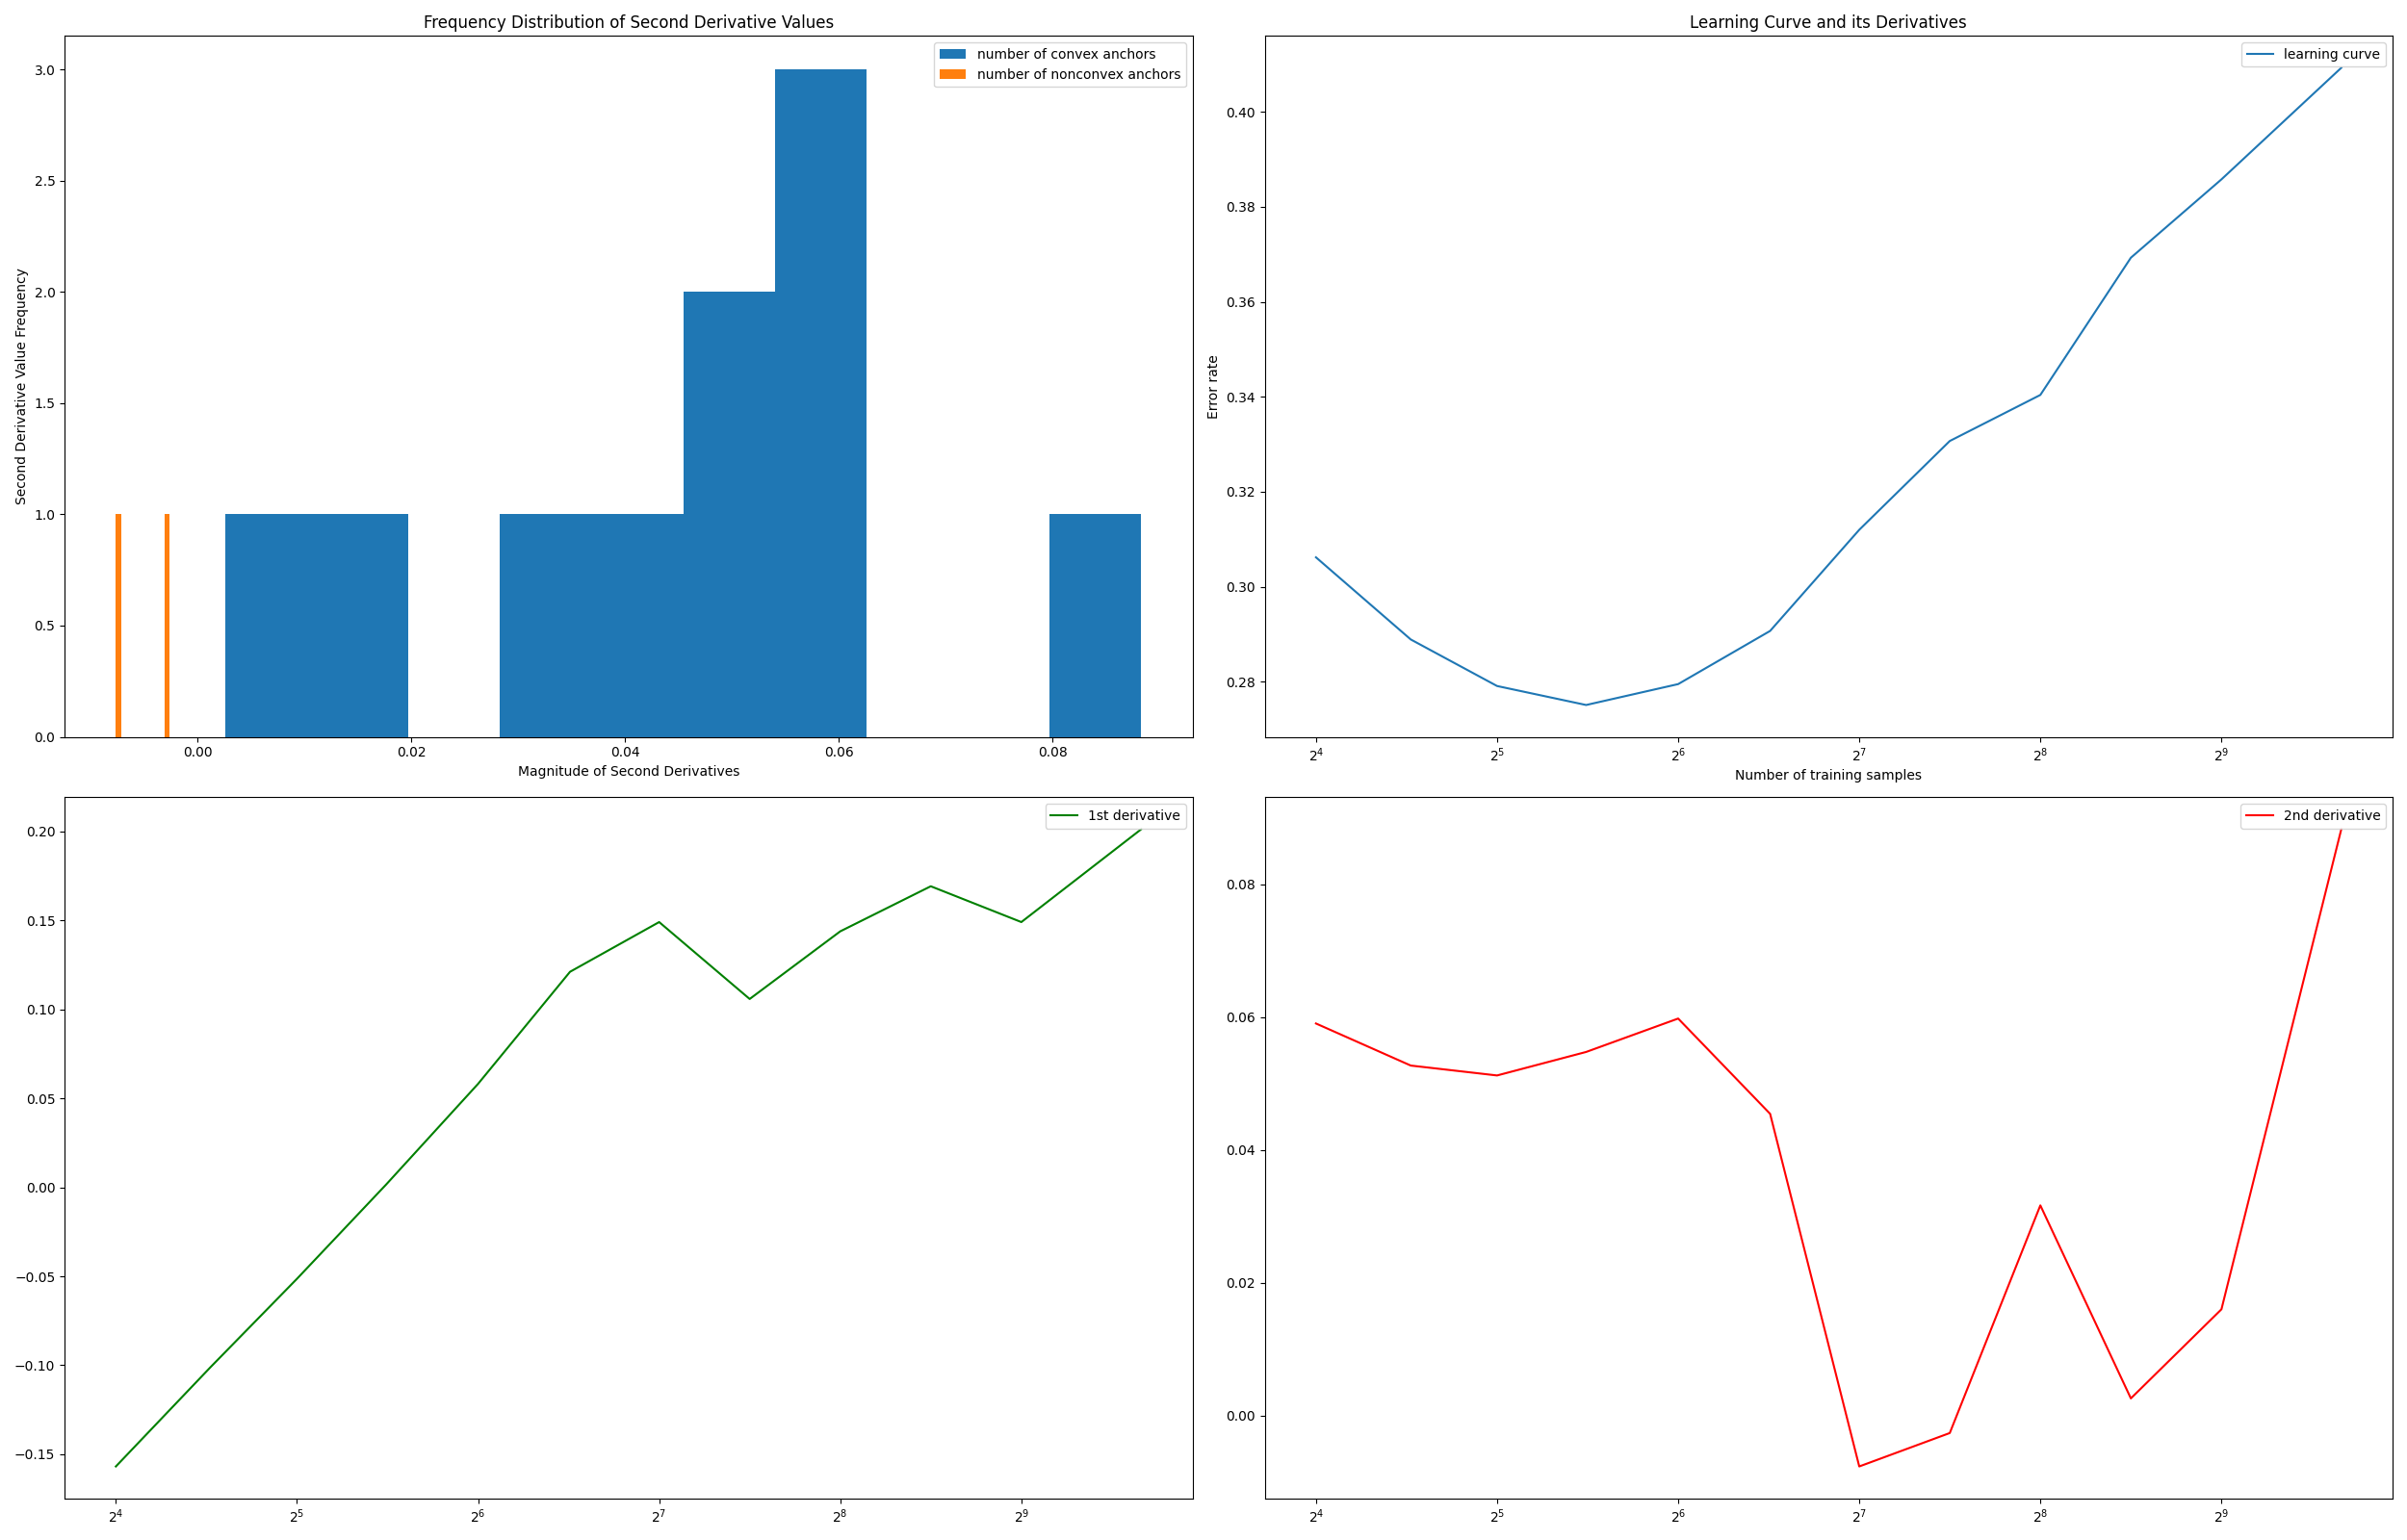 Frequency Distribution of Second Derivative Values
number of convex anchors
number of nonconvex anchors
Second Derivative Value Frequency
3.0
2.5
2.0
1.5
1.0
0.5
0.0
0.00 0.02 0.04 0.06 0.08
Magnitude of Second Derivatives
Learning Curve and its Derivatives
learning curve
Error rate
0.40
0.38
0.36
0.34
0.32
0.30
0.28
2⁴ 2⁵ 2⁶ 2⁷ 2⁸ 2⁹
Number of training samples
1st derivative
0.20
0.15
0.10
0.05
0.00
−0.05
−0.10
−0.15
2⁴ 2⁵ 2⁶ 2⁷ 2⁸ 2⁹
2nd derivative
0.08
0.06
0.04
0.02
0.00
2⁴ 2⁵ 2⁶ 2⁷ 2⁸ 2⁹